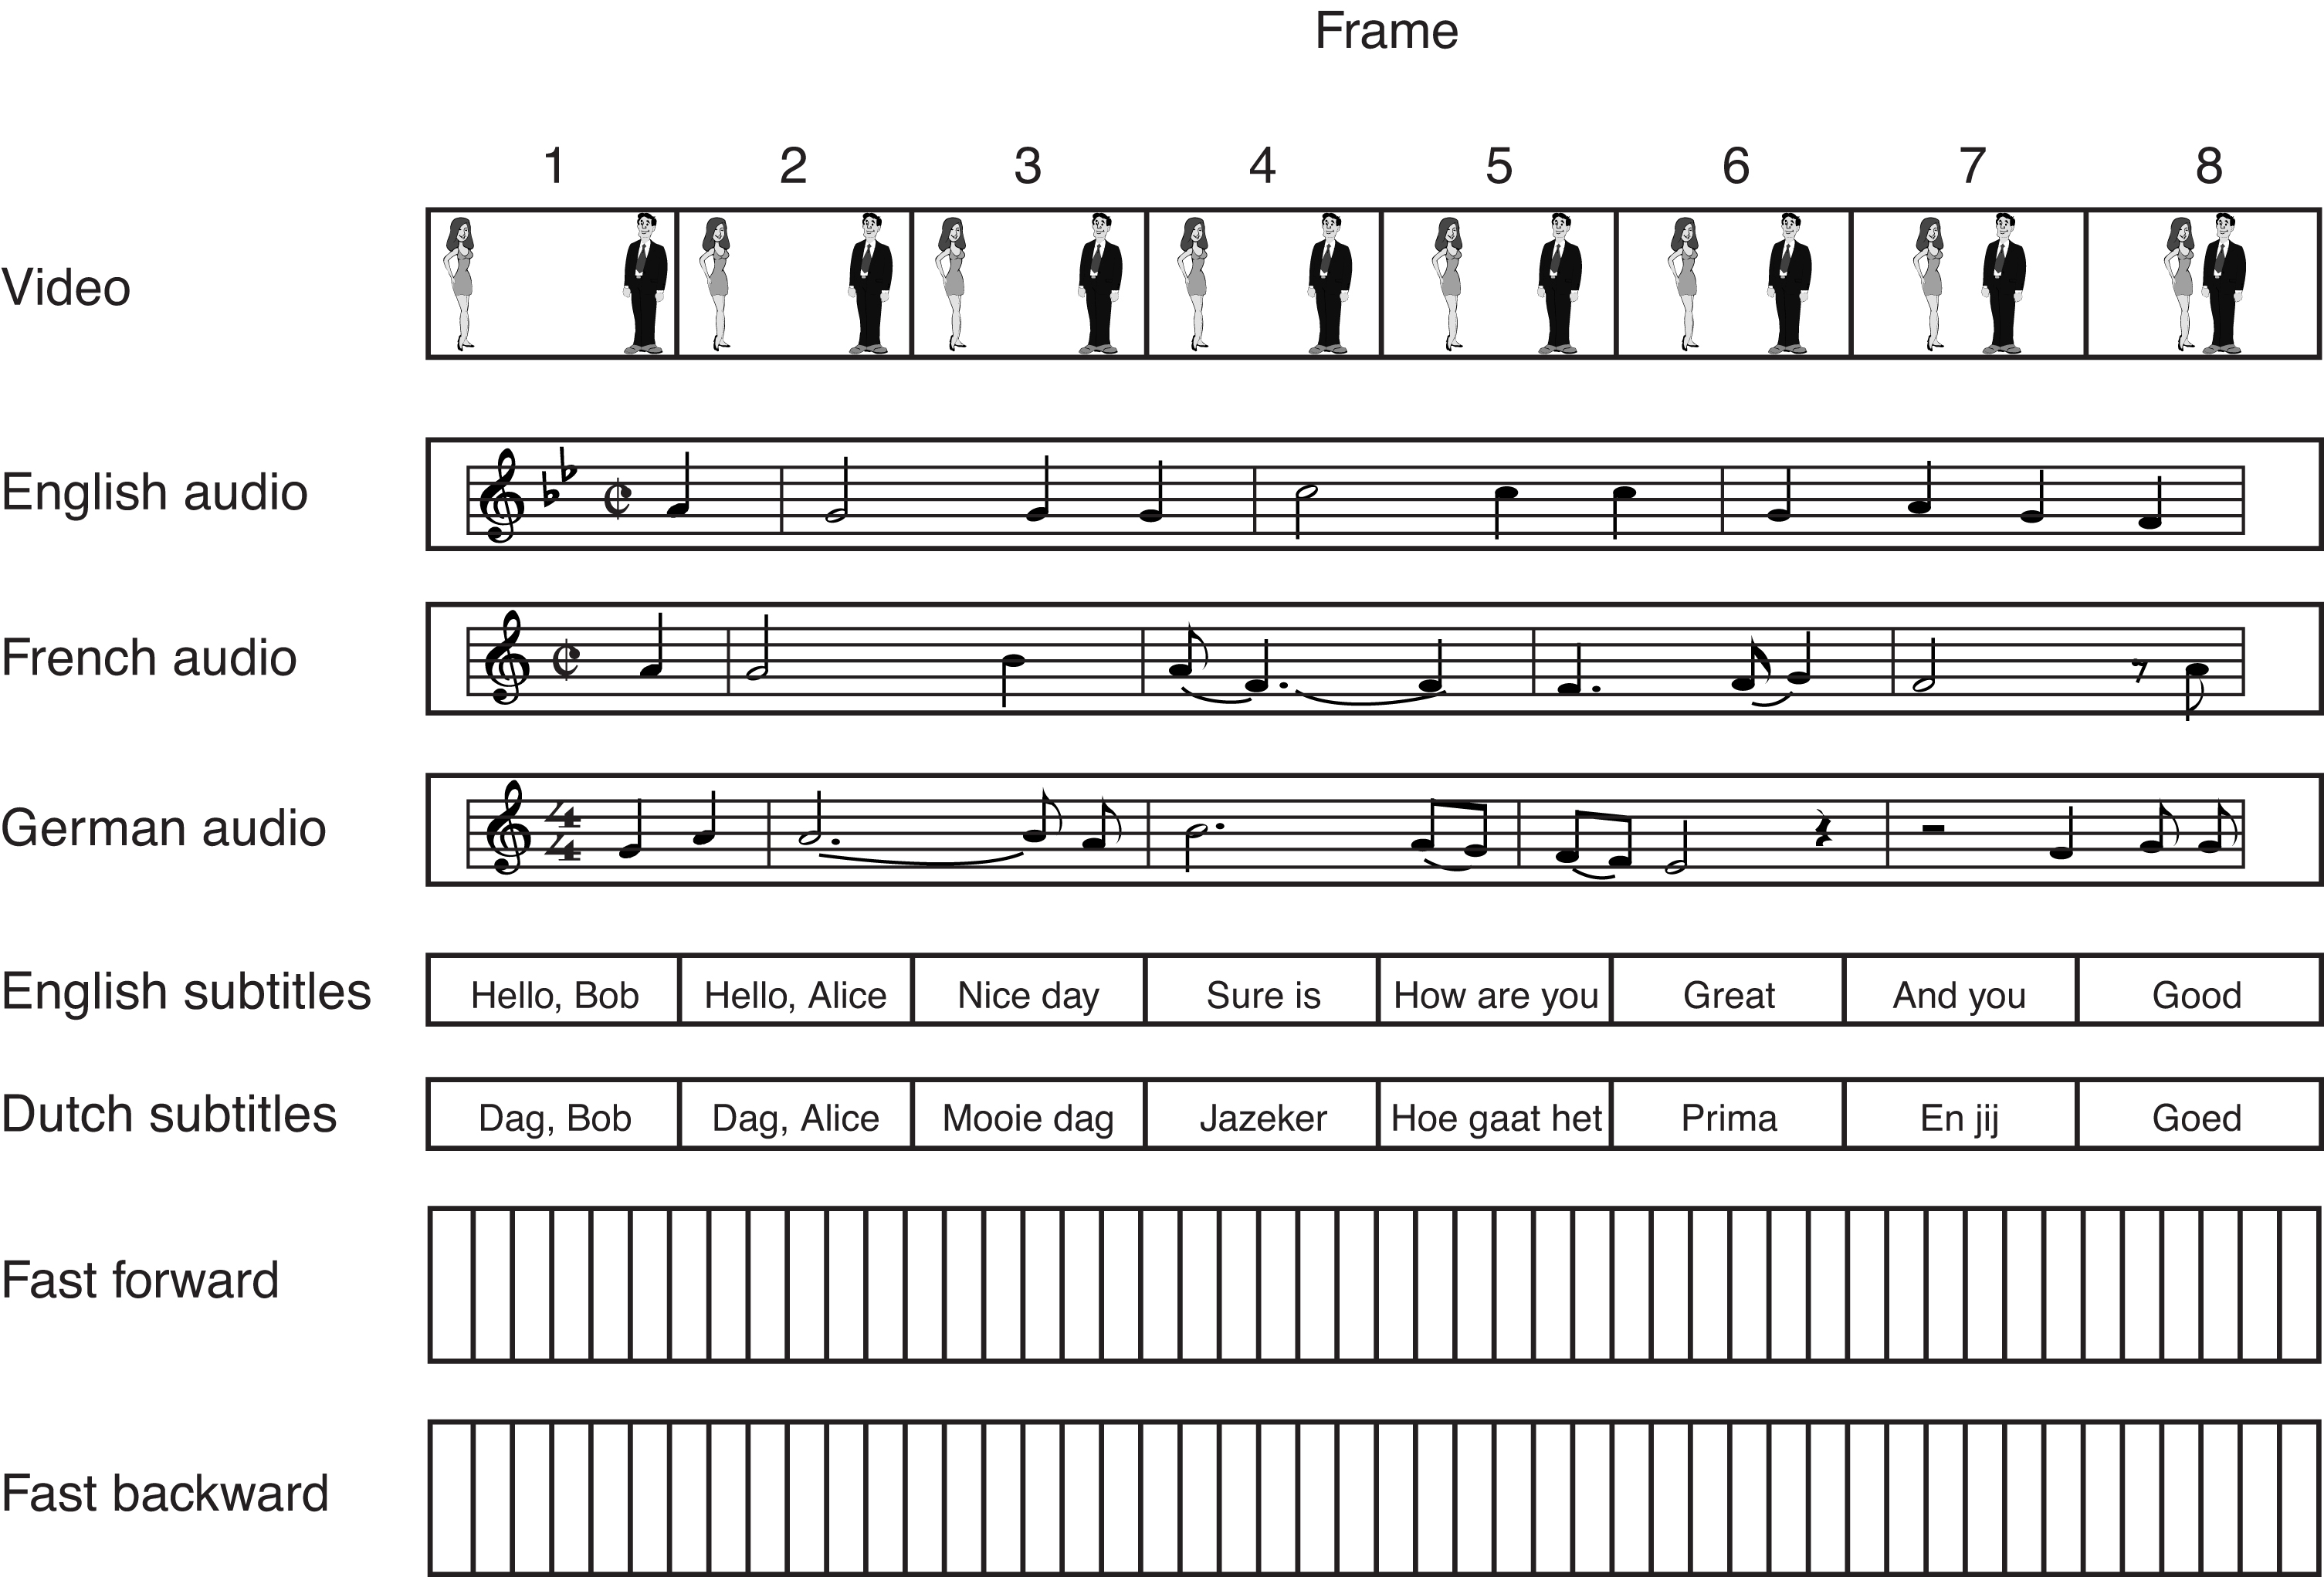 Frame
1 2 3 4 5 6 7 8
Video
English audio
French audio
German audio
4
4
English subtitles Hello, Bob Hello, Alice Nice day Sure is How are you Great And you Good
Dutch subtitles Dag, Bob Dag, Alice Mooie dag Jazeker Hoe gaat het Prima En jij Goed
Fast forward
Fast backward